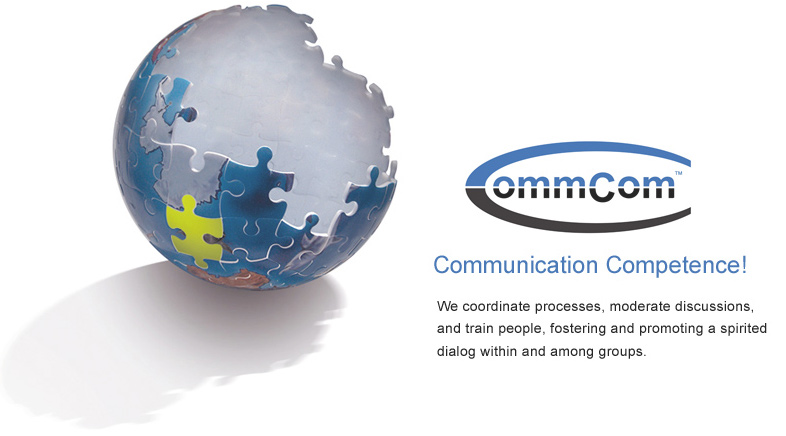 CommCom™
Communication Competence!
We coordinate processes, moderate discussions,
and train people, fostering and promoting a spirited
dialog within and among groups.